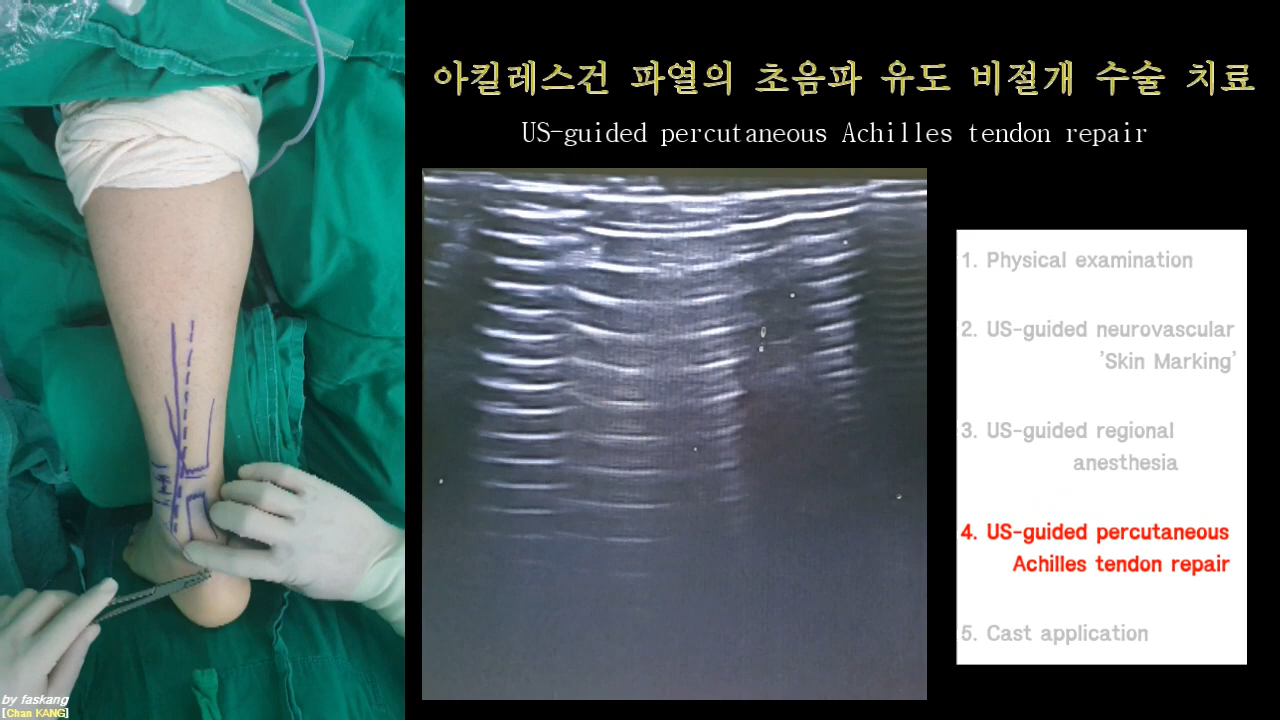 아킬레스건 파열의 초음파 유도 비절개 수술 치료
US-guided percutaneous Achilles tendon repair
1. Physical examination
2. US-guided neurovascular
'Skin Marking'
3. US-guided regional
anesthesia
4. US-guided percutaneous
Achilles tendon repair
5. Cast application
by faskang
[Chan KANG]